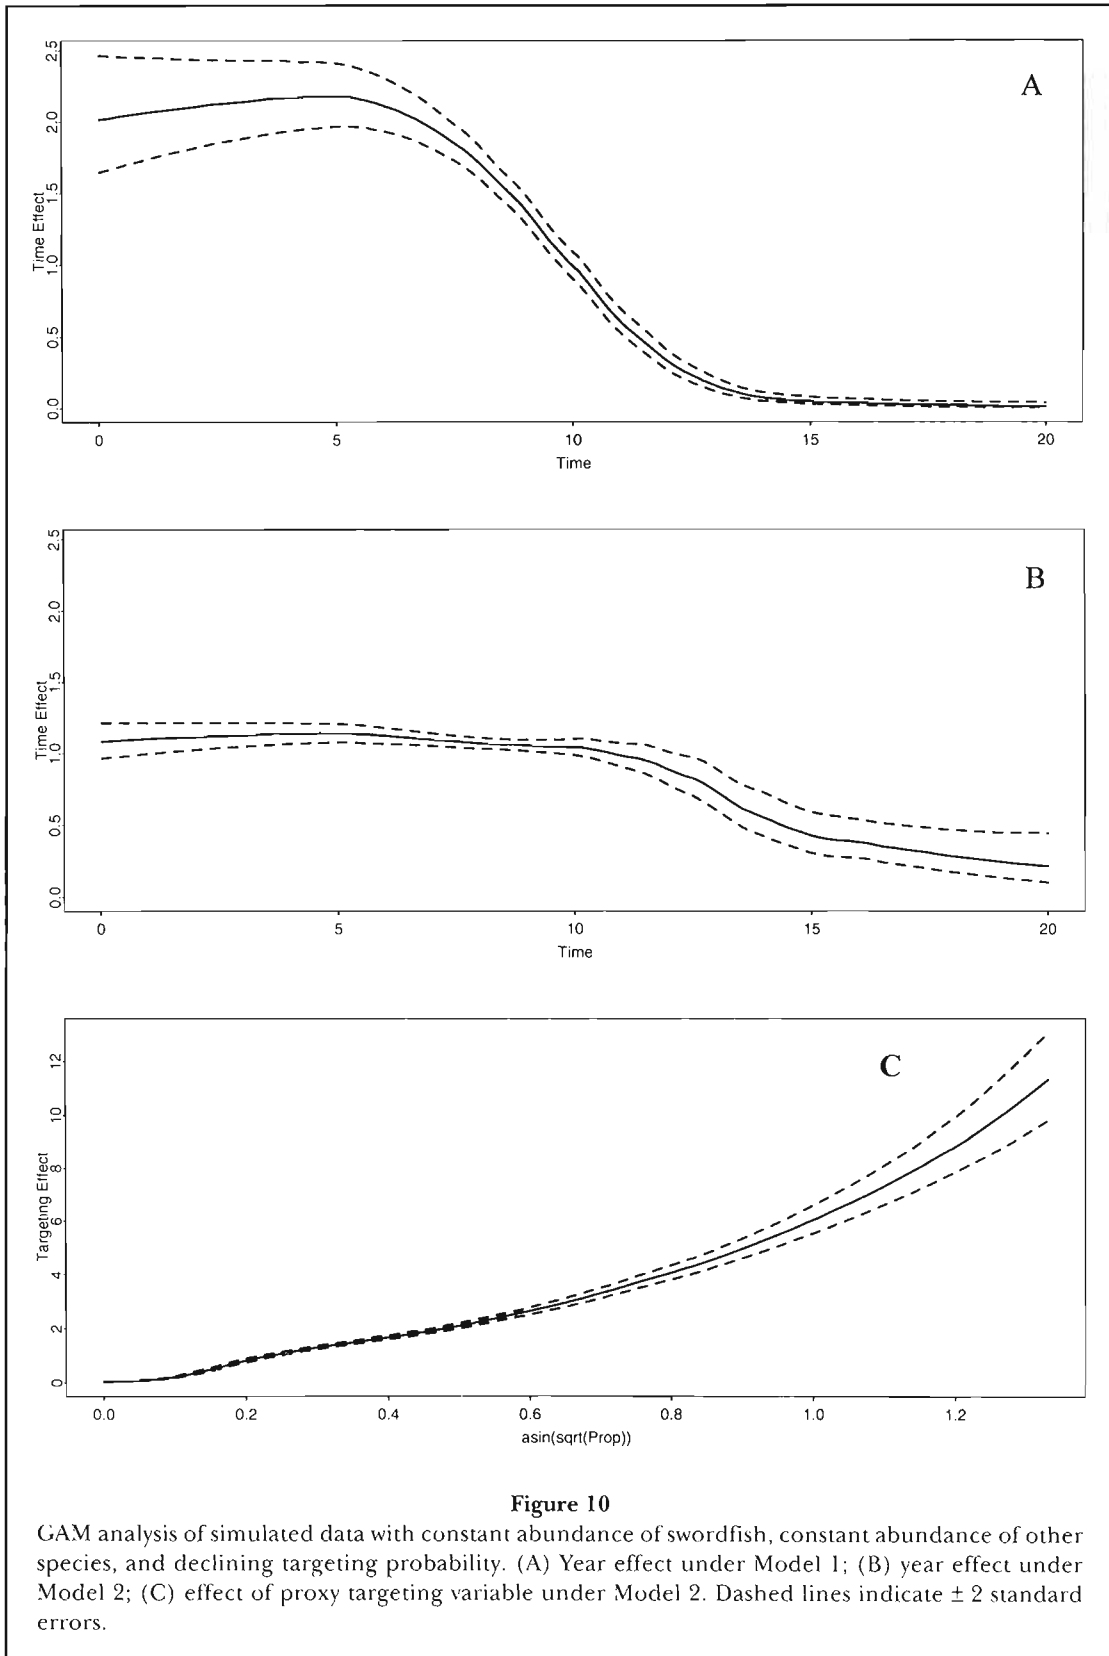 A
Time Effect
0.0 0.5 1.0 1.5 2.0 2.5
0 5 10 15 20
Time
B
Time Effect
0.0 0.5 1.0 1.5 2.0 2.5
0 5 10 15 20
Time
C
Targeting Effect
0 2 4 6 8 10 12
0.0 0.2 0.4 0.6 0.8 1.0 1.2
asin(sqrt(Prop))
Figure 10
GAM analysis of simulated data with constant abundance of swordfish, constant abundance of other
species, and declining targeting probability. (A) Year effect under Model 1; (B) year effect under
Model 2; (C) effect of proxy targeting variable under Model 2. Dashed lines indicate ± 2 standard
errors.